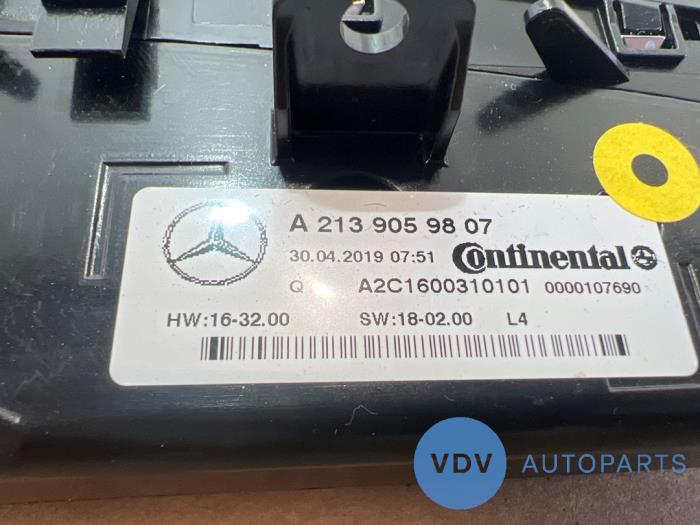 A 213 905 98 07
30.04.2019 07:51 Continental
Q A2C1600310101 0000107690
HW:16-32.00 SW:18-02.00 L4
VDV AUTOPARTS